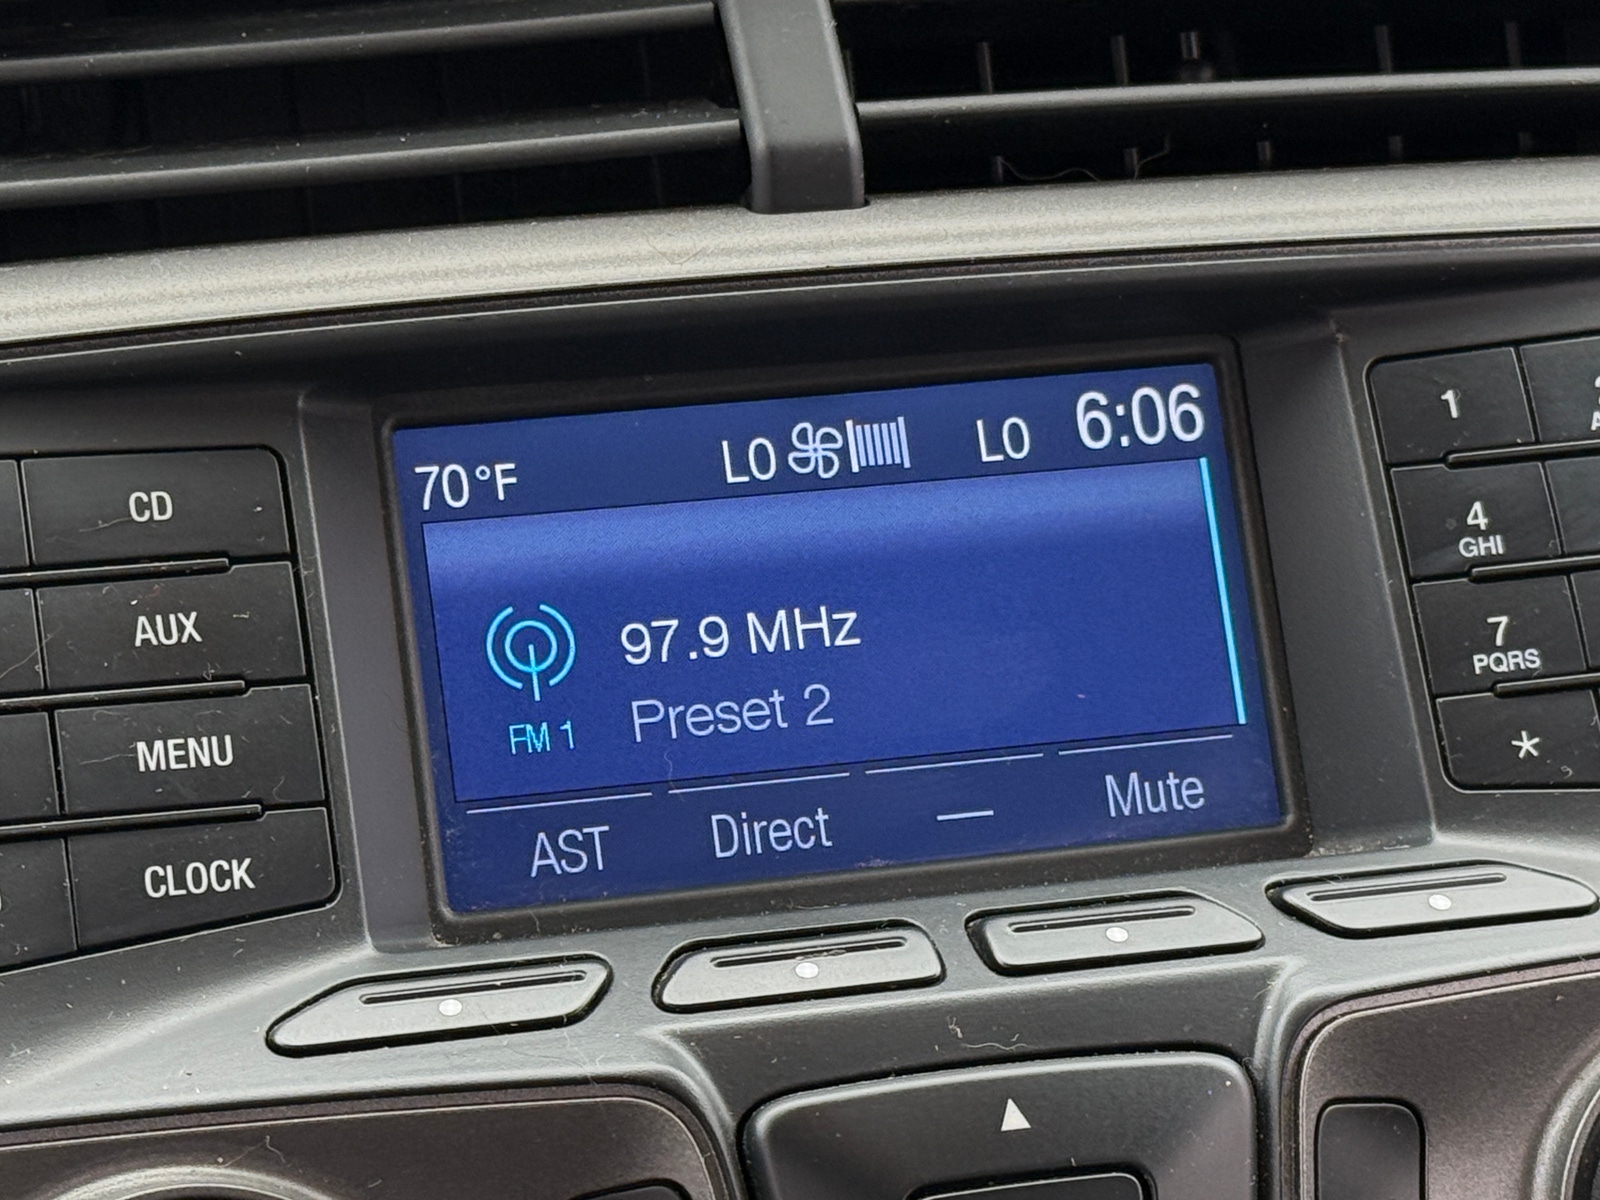 70°F LO LO 6:06
97.9 MHz
FM 1 Preset 2
AST Direct — Mute
CD
AUX
MENU
CLOCK
1
4
GHI
7
PQRS
*